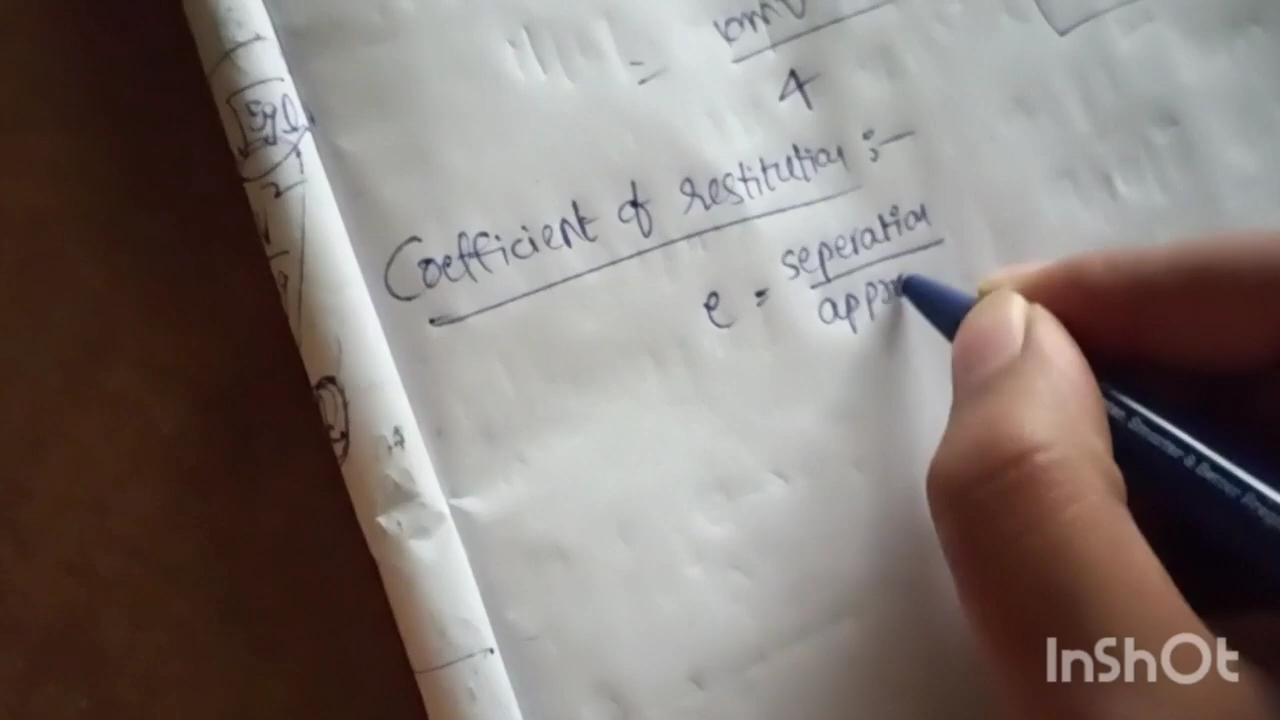 =
4
Coefficient of restitution :-
e = seperation
appr
InShOt